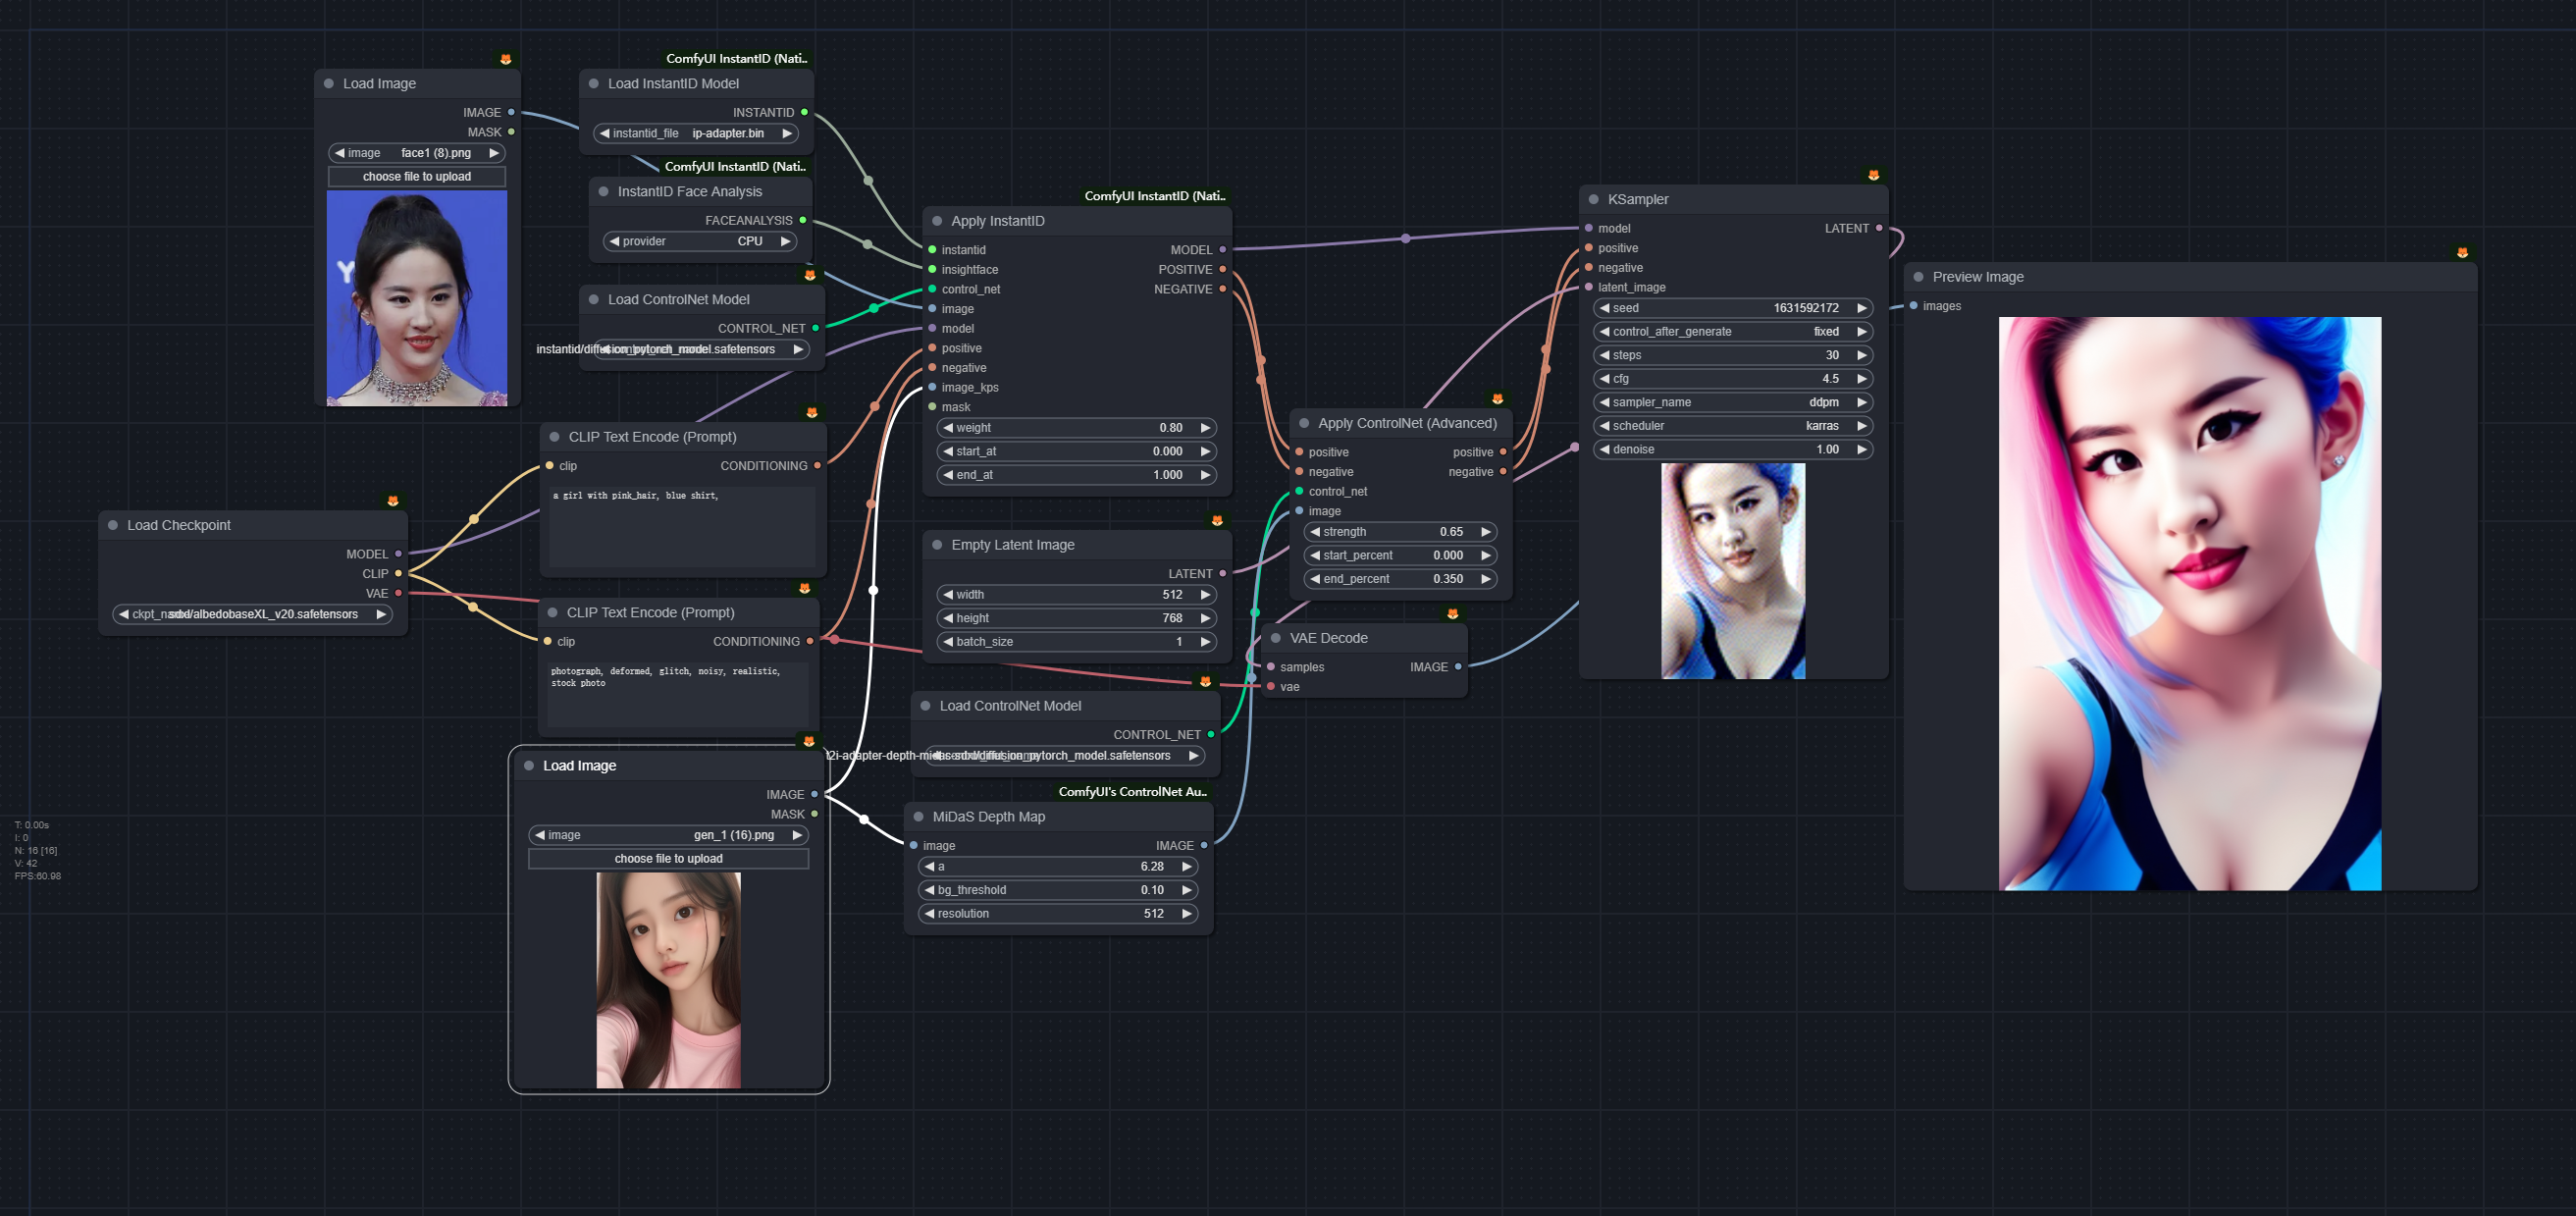 Load Image
IMAGE
MASK
image face1 (8).png
choose file to upload
Y
ComfyUI InstantID (Nati..
Load InstantID Model
INSTANTID
instantid_file ip-adapter.bin
ComfyUI InstantID (Nati..
InstantID Face Analysis
FACEANALYSIS
provider CPU
Load ControlNet Model
CONTROL_NET
instantid/diffusion_pytorch_model.safetensors
CLIP Text Encode (Prompt)
clip CONDITIONING
a girl with pink_hair, blue shirt,
Load Checkpoint
MODEL
CLIP
VAE
sdxl/albedobaseXL_v20.safetensors
CLIP Text Encode (Prompt)
clip CONDITIONING
photograph, deformed, glitch, noisy, realistic,
stock photo
Load Image
IMAGE
MASK
image gen_1 (16).png
choose file to upload
T: 0.00s
I: 0
N: 16 [16]
V: 42
FPS:60.98
ComfyUI InstantID (Nati..
Apply InstantID
instantid MODEL
insightface POSITIVE
control_net NEGATIVE
image
model
positive
negative
image_kps
mask
weight 0.80
start_at 0.000
end_at 1.000
Empty Latent Image
LATENT
width 512
height 768
batch_size 1
Load ControlNet Model
CONTROL_NET
t2i-adapter-depth-midas-sdxl/diffusion_pytorch_model.safetensors
ComfyUI's ControlNet Au..
MiDaS Depth Map
image IMAGE
a 6.28
bg_threshold 0.10
resolution 512
Apply ControlNet (Advanced)
positive positive
negative negative
control_net
image
strength 0.65
start_percent 0.000
end_percent 0.350
VAE Decode
samples IMAGE
vae
KSampler
model LATENT
positive
negative
latent_image
seed 1631592172
control_after_generate fixed
steps 30
cfg 4.5
sampler_name ddpm
scheduler karras
denoise 1.00
Preview Image
images